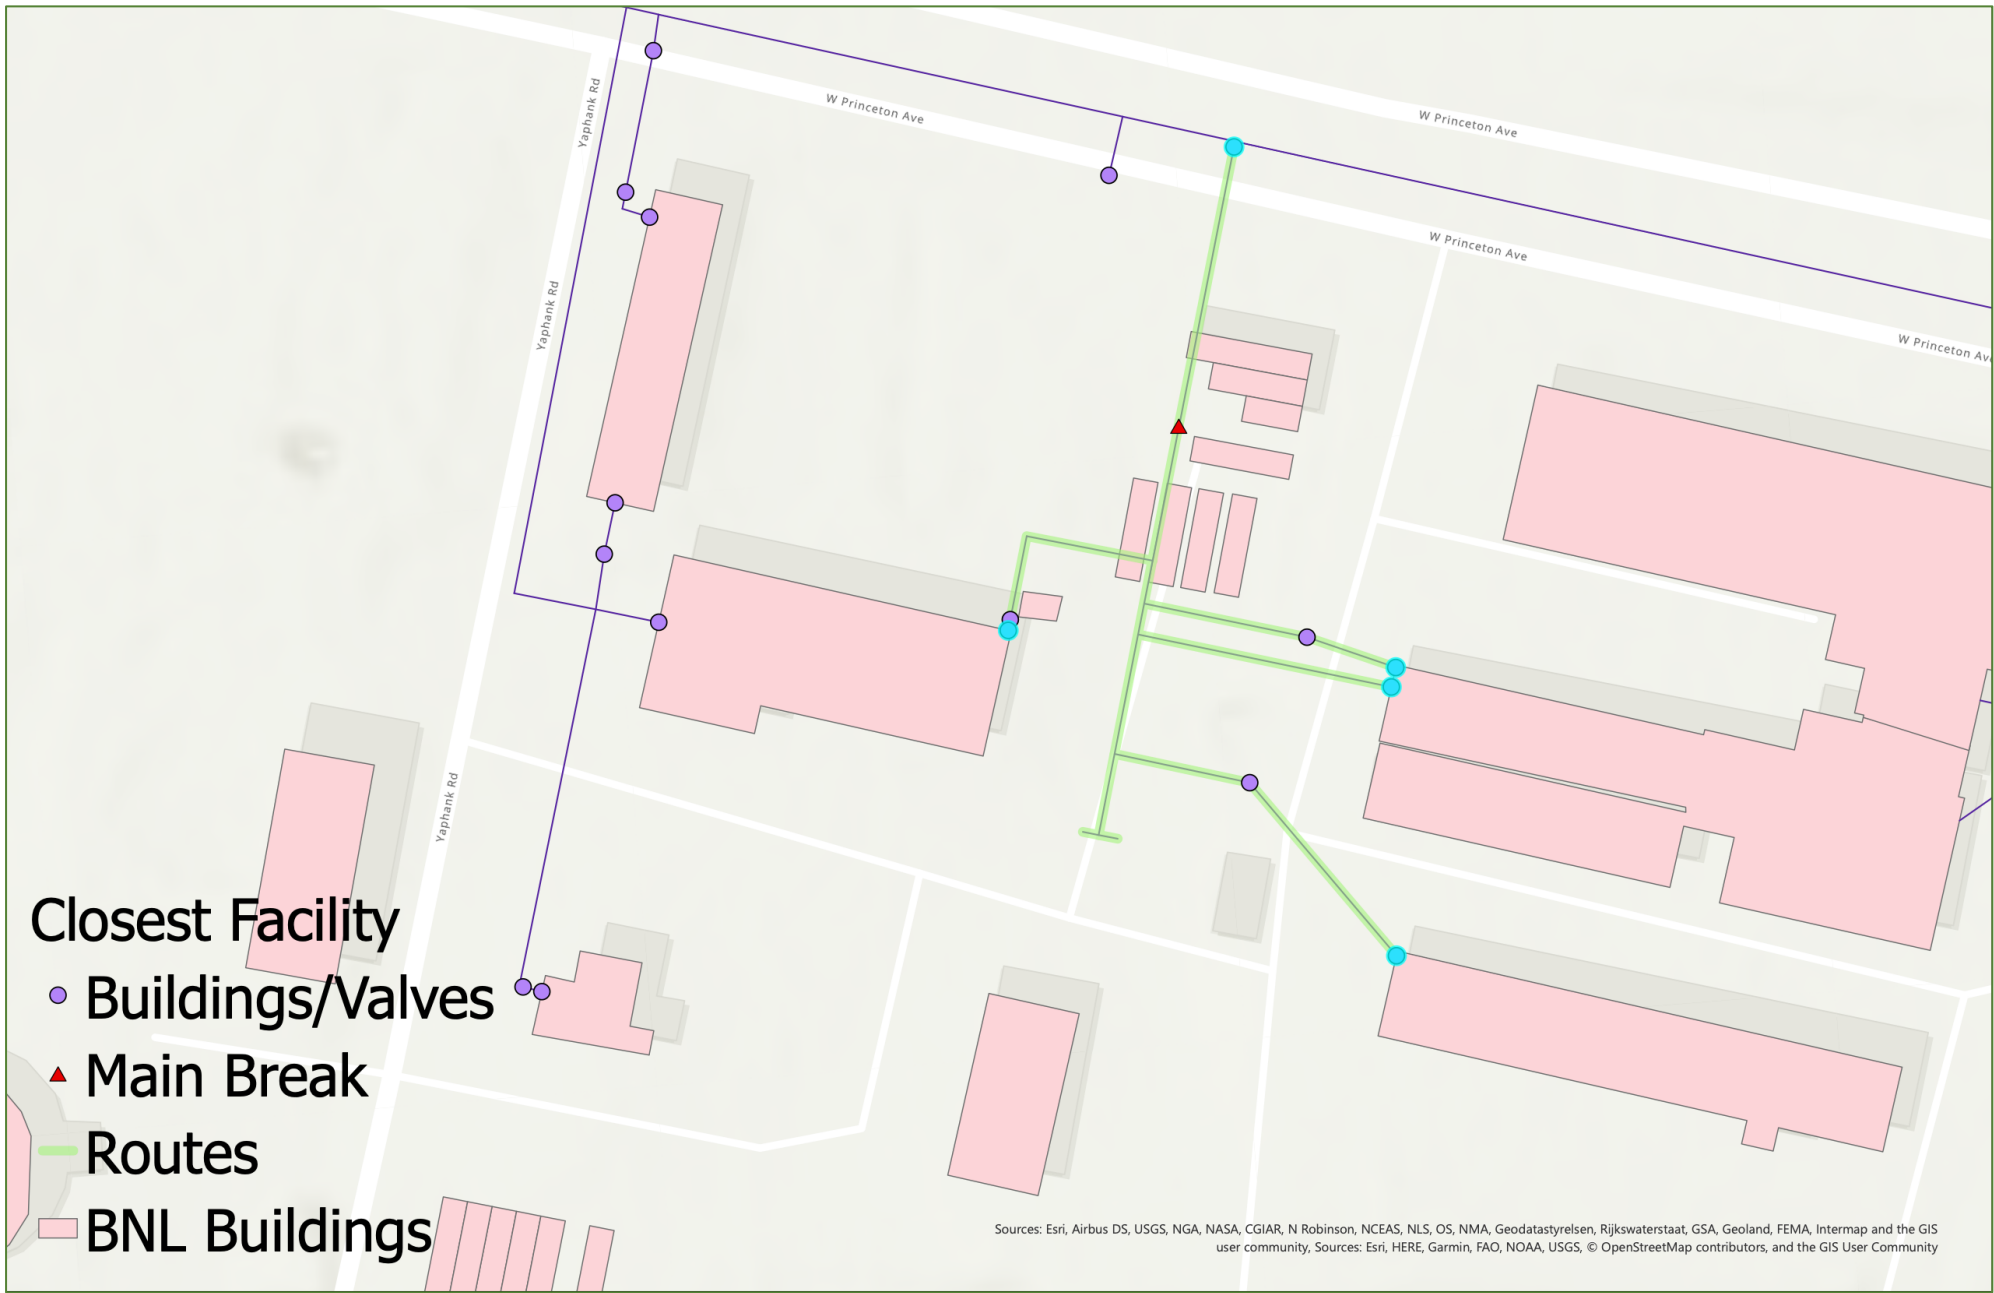 Yaphank Rd
W Princeton Ave
W Princeton Ave
W Princeton Ave
Yaphank Rd
W Princeton Ave
Yaphank Rd
Closest Facility
Buildings/Valves
Main Break
Routes
BNL Buildings
Sources: Esri, Airbus DS, USGS, NGA, NASA, CGIAR, N Robinson, NCEAS, NLS, OS, NMA, Geodatastyrelsen, Rijkswaterstaat, GSA, Geoland, FEMA, Intermap and the GIS
user community, Sources: Esri, HERE, Garmin, FAO, NOAA, USGS, © OpenStreetMap contributors, and the GIS User Community